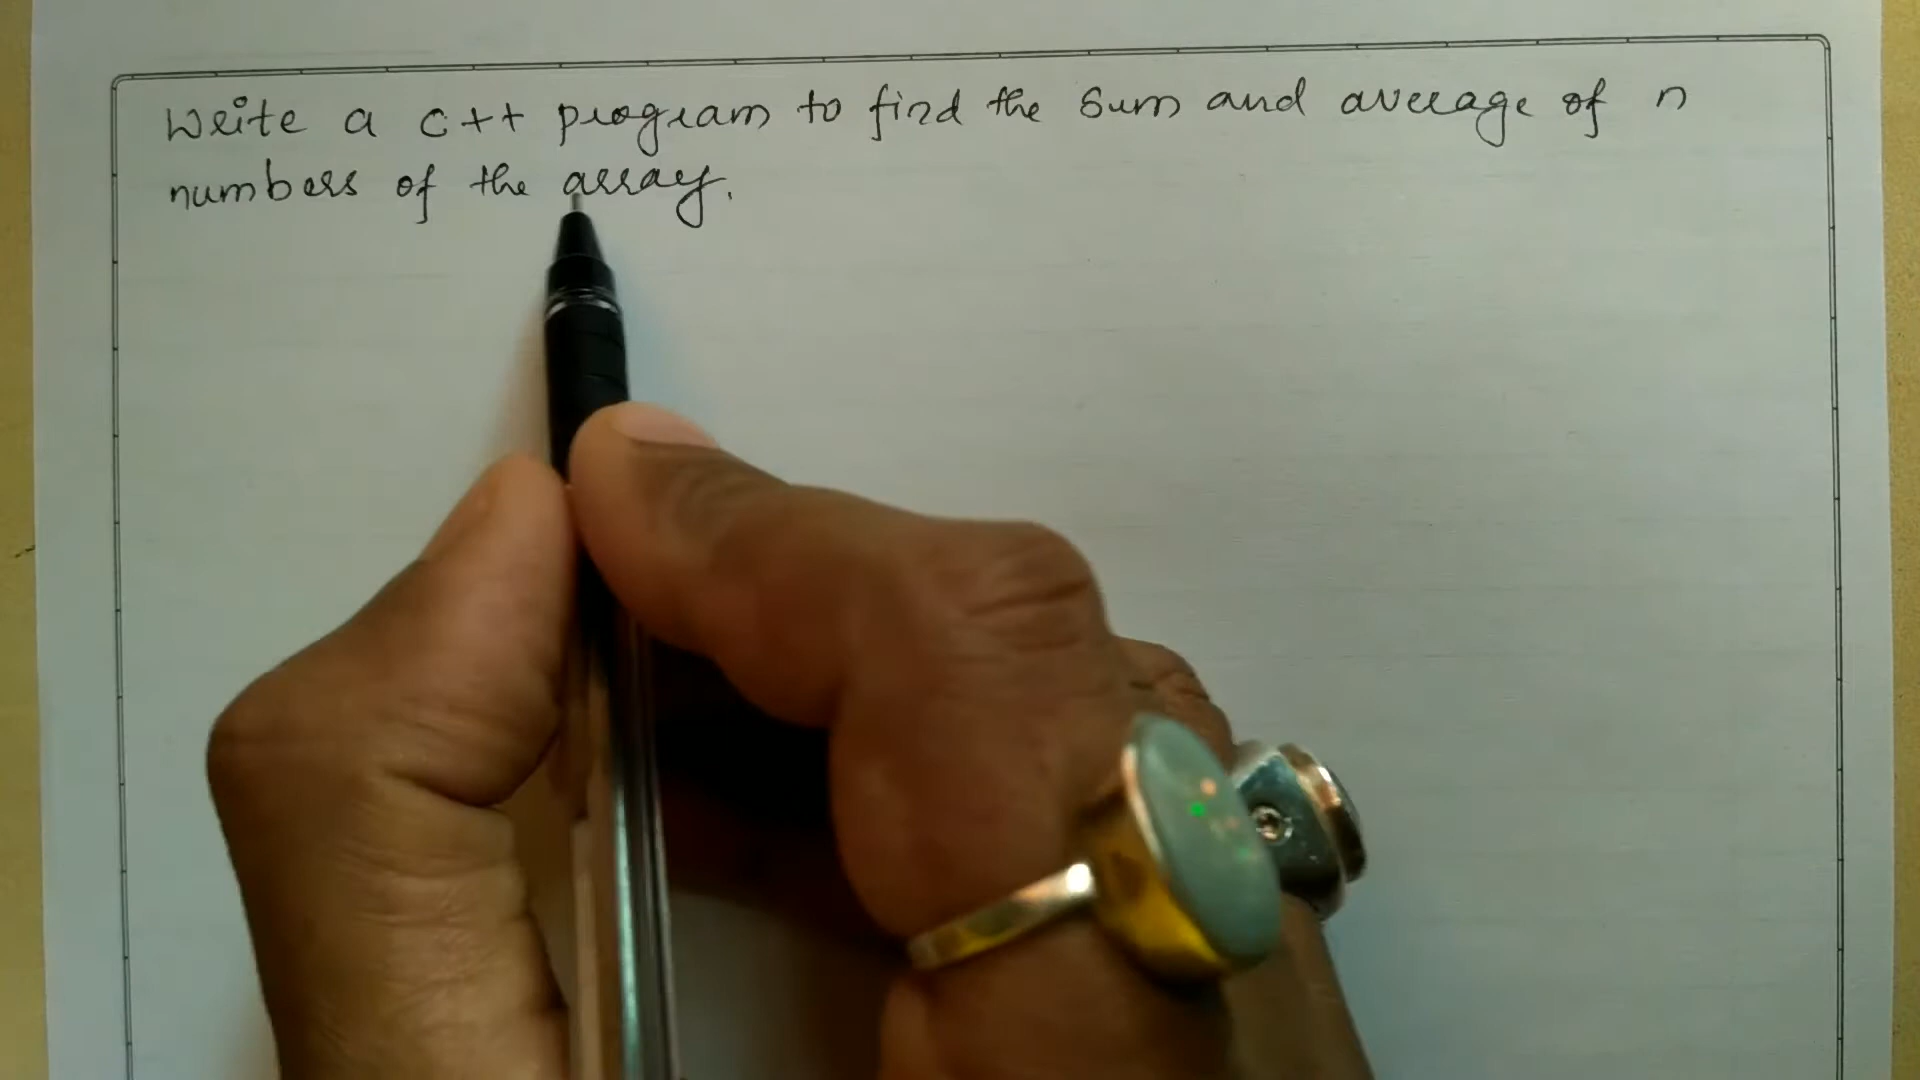 Write a c++ program to find the sum and average of n
numbers of the array.